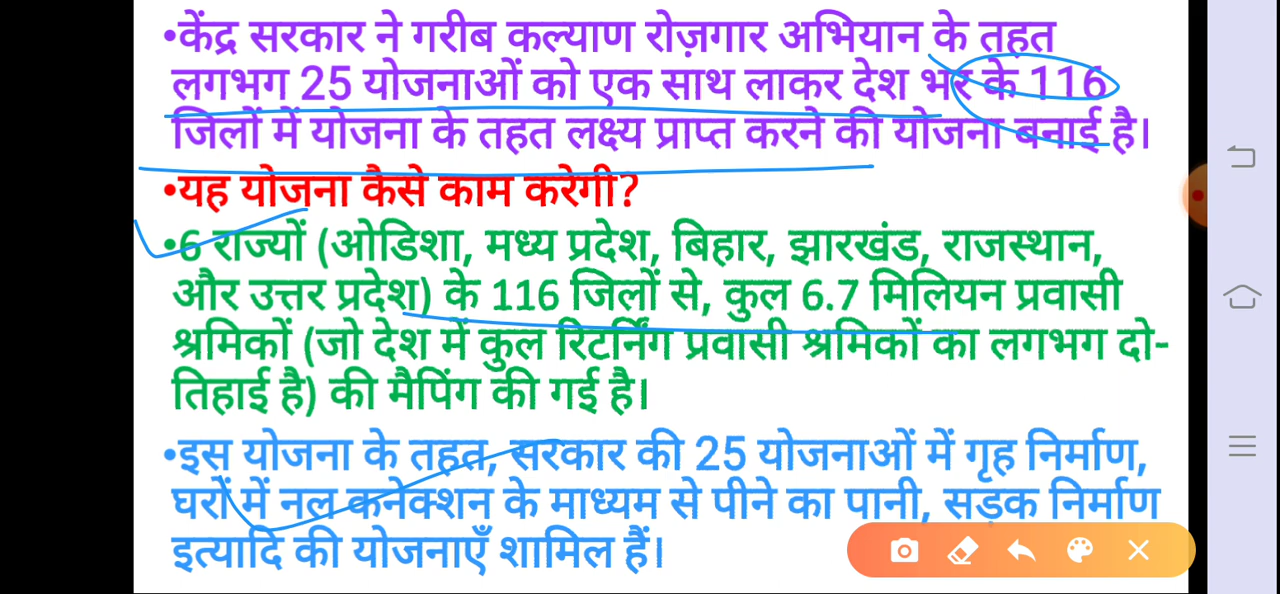 •केंद्र सरकार ने गरीब कल्याण रोज़गार अभियान के तहत
लगभग 25 योजनाओं को एक साथ लाकर देश भर के 116
जिलों में योजना के तहत लक्ष्य प्राप्त करने की योजना बनाई है।
•यह योजना कैसे काम करेगी?
•6 राज्यों (ओडिशा, मध्य प्रदेश, बिहार, झारखंड, राजस्थान,
और उत्तर प्रदेश) के 116 जिलों से, कुल 6.7 मिलियन प्रवासी
श्रमिकों (जो देश में कुल रिटर्निंग प्रवासी श्रमिकों का लगभग दो-
तिहाई है) की मैपिंग की गई है।
•इस योजना के तहत, सरकार की 25 योजनाओं में गृह निर्माण,
घरों में नल कनेक्शन के माध्यम से पीने का पानी, सड़क निर्माण
इत्यादि की योजनाएँ शामिल हैं।